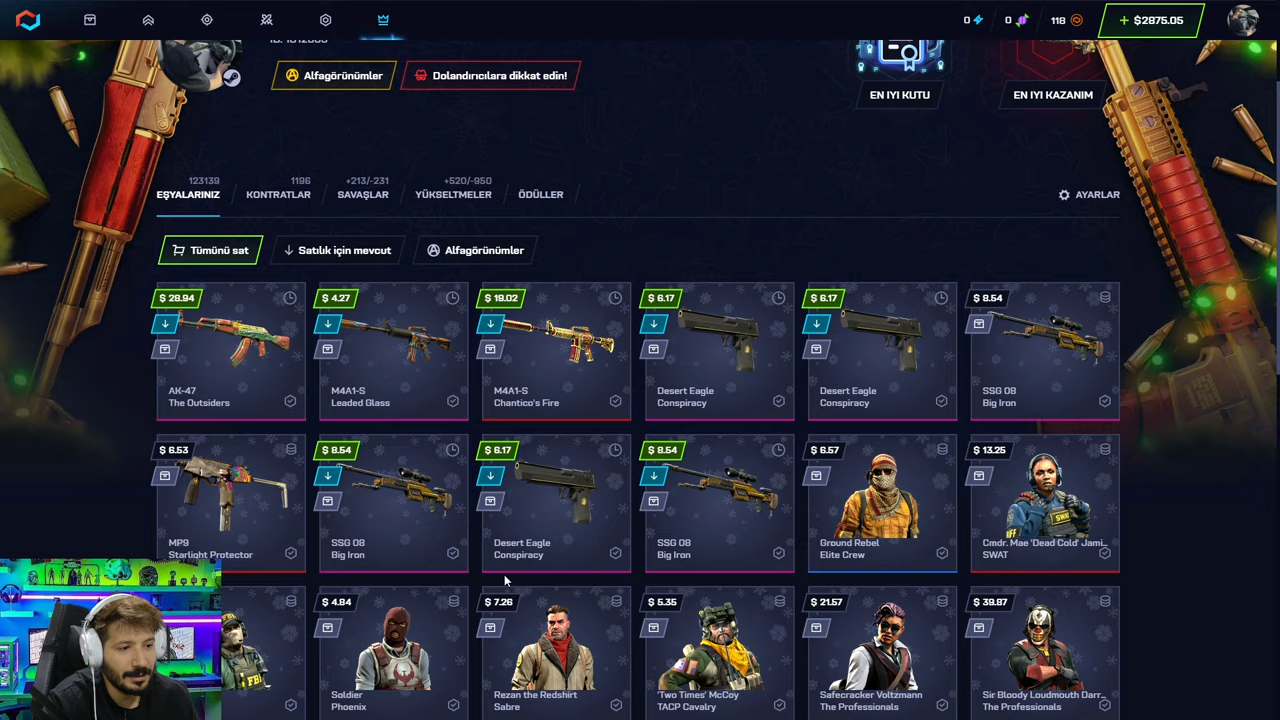 0
0
118
+ $2875.05
Alfagörünümler
Dolandırıcılara dikkat edin!
EN IYI KUTU
EN IYI KAZANIM
123139
EŞYALARINIZ
1196
KONTRATLAR
+213/-231
SAVAŞLAR
+520/-950
YÜKSELTMELER
ÖDÜLLER
AYARLAR
Tümünü sat
Satılık için mevcut
Alfagörünümler
$ 28.94
AK-47
The Outsiders
$ 4.27
M4A1-S
Leaded Glass
$ 19.02
M4A1-S
Chantico's Fire
$ 6.17
Desert Eagle
Conspiracy
$ 6.17
Desert Eagle
Conspiracy
$ 8.54
SSG 08
Big Iron
$ 6.53
MP9
Starlight Protector
$ 8.54
SSG 08
Big Iron
$ 6.17
Desert Eagle
Conspiracy
$ 8.54
SSG 08
Big Iron
$ 6.57
Ground Rebel
Elite Crew
$ 13.25
Cmdr. Mae 'Dead Cold' Jami...
SWAT
FBI
$ 4.84
Soldier
Phoenix
$ 7.26
Rezan the Redshirt
Sabre
$ 5.35
'Two Times' McCoy
TACP Cavalry
$ 21.57
Safecracker Voltzmann
The Professionals
$ 39.87
Sir Bloody Loudmouth Darr...
The Professionals